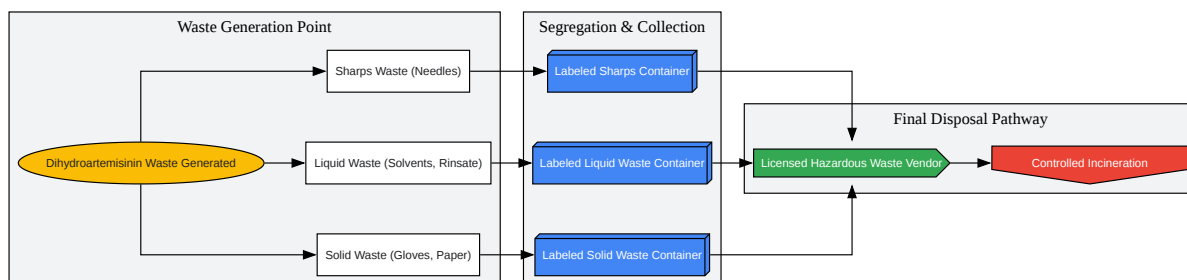 Waste Generation Point
Segregation & Collection
Sharps Waste (Needles)
Labeled Sharps Container
Final Disposal Pathway
Dihydroartemisinin Waste Generated
Liquid Waste (Solvents, Rinsate)
Labeled Liquid Waste Container
Licensed Hazardous Waste Vendor
Controlled Incineration
Solid Waste (Gloves, Paper)
Labeled Solid Waste Container